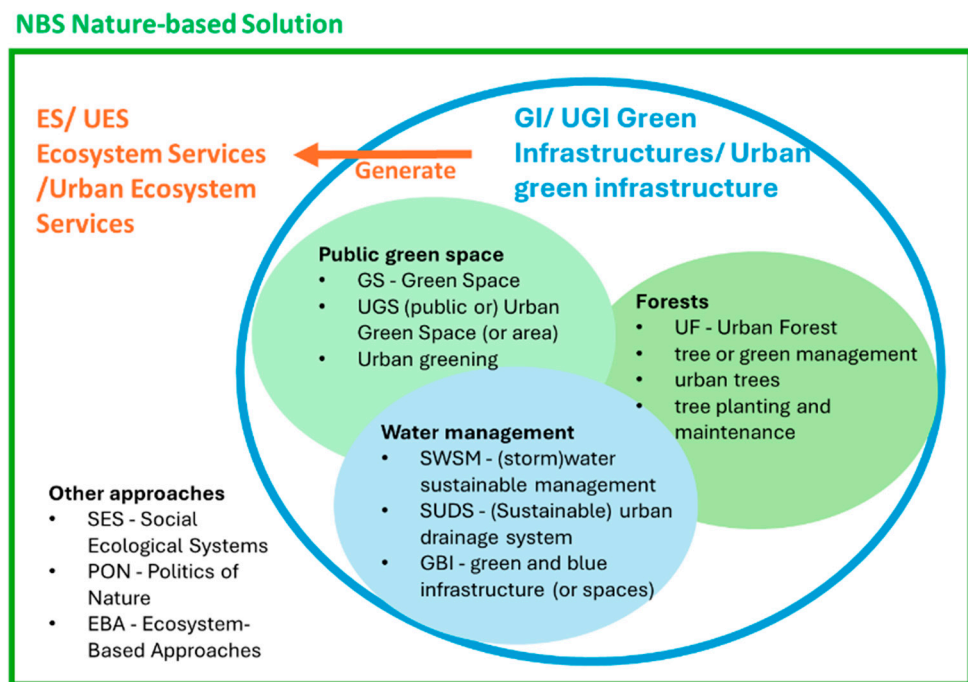 NBS Nature-based Solution
ES/ UES
Ecosystem Services
/Urban Ecosystem
Services
Generate
GI/ UGI Green
Infrastructures/ Urban
green infrastructure
Public green space
• GS - Green Space
• UGS (public or) Urban
Green Space (or area)
• Urban greening
Forests
• UF - Urban Forest
• tree or green management
• urban trees
• tree planting and
maintenance
Water management
• SWSM - (storm)water
sustainable management
• SUDS - (Sustainable) urban
drainage system
• GBI - green and blue
infrastructure (or spaces)
Other approaches
• SES - Social
Ecological Systems
• PON - Politics of
Nature
• EBA - Ecosystem-
Based Approaches